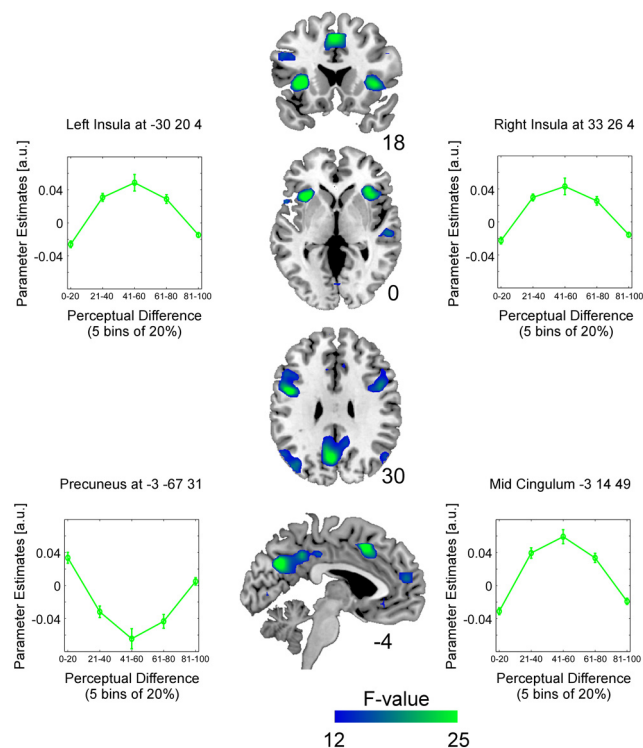 18
Left Insula at -30 20 4
Parameter Estimates [a.u.]
0.04
0
-0.04
0-20 21-40 41-60 61-80 81-100
Perceptual Difference
(5 bins of 20%)
Right Insula at 33 26 4
Parameter Estimates [a.u.]
0.04
0
-0.04
0-20 21-40 41-60 61-80 81-100
Perceptual Difference
(5 bins of 20%)
0
30
Precuneus at -3 -67 31
Parameter Estimates [a.u.]
0.04
0
-0.04
0-20 21-40 41-60 61-80 81-100
Perceptual Difference
(5 bins of 20%)
Mid Cingulum -3 14 49
Parameter Estimates [a.u.]
0.04
0
-0.04
0-20 21-40 41-60 61-80 81-100
Perceptual Difference
(5 bins of 20%)
-4
F-value
12 25